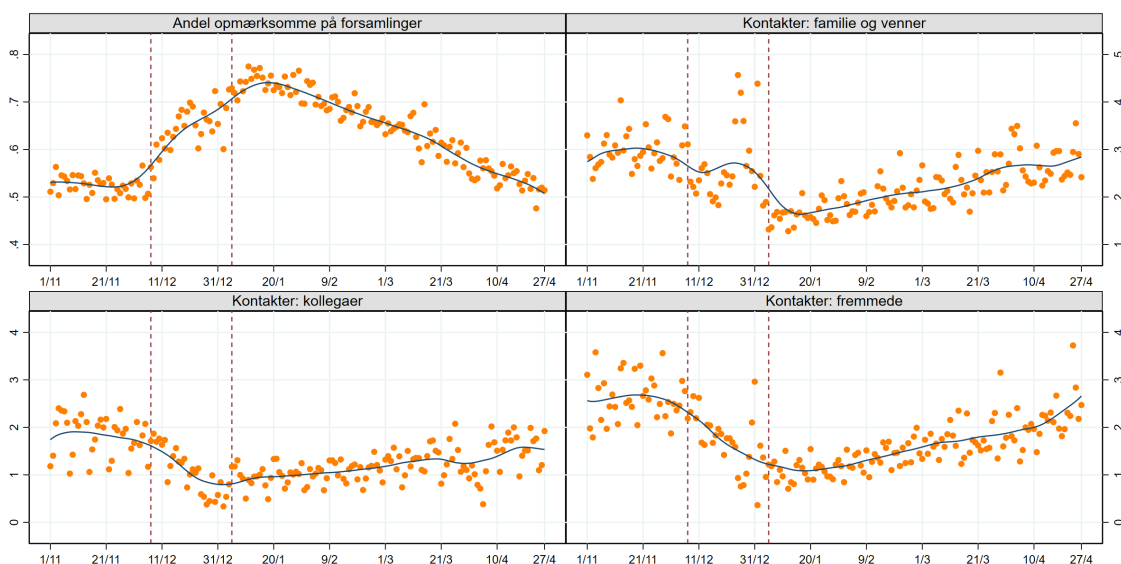 Andel opmærksomme på forsamlinger
.8
.7
.6
.5
.4
1/11 21/11 11/12 31/12 20/1 9/2 1/3 21/3 10/4 27/4
Kontakter: familie og venner
5
4
3
2
1
1/11 21/11 11/12 31/12 20/1 9/2 1/3 21/3 10/4 27/4
Kontakter: kollegaer
4
3
2
1
0
1/11 21/11 11/12 31/12 20/1 9/2 1/3 21/3 10/4 27/4
Kontakter: fremmede
4
3
2
1
0
1/11 21/11 11/12 31/12 20/1 9/2 1/3 21/3 10/4 27/4